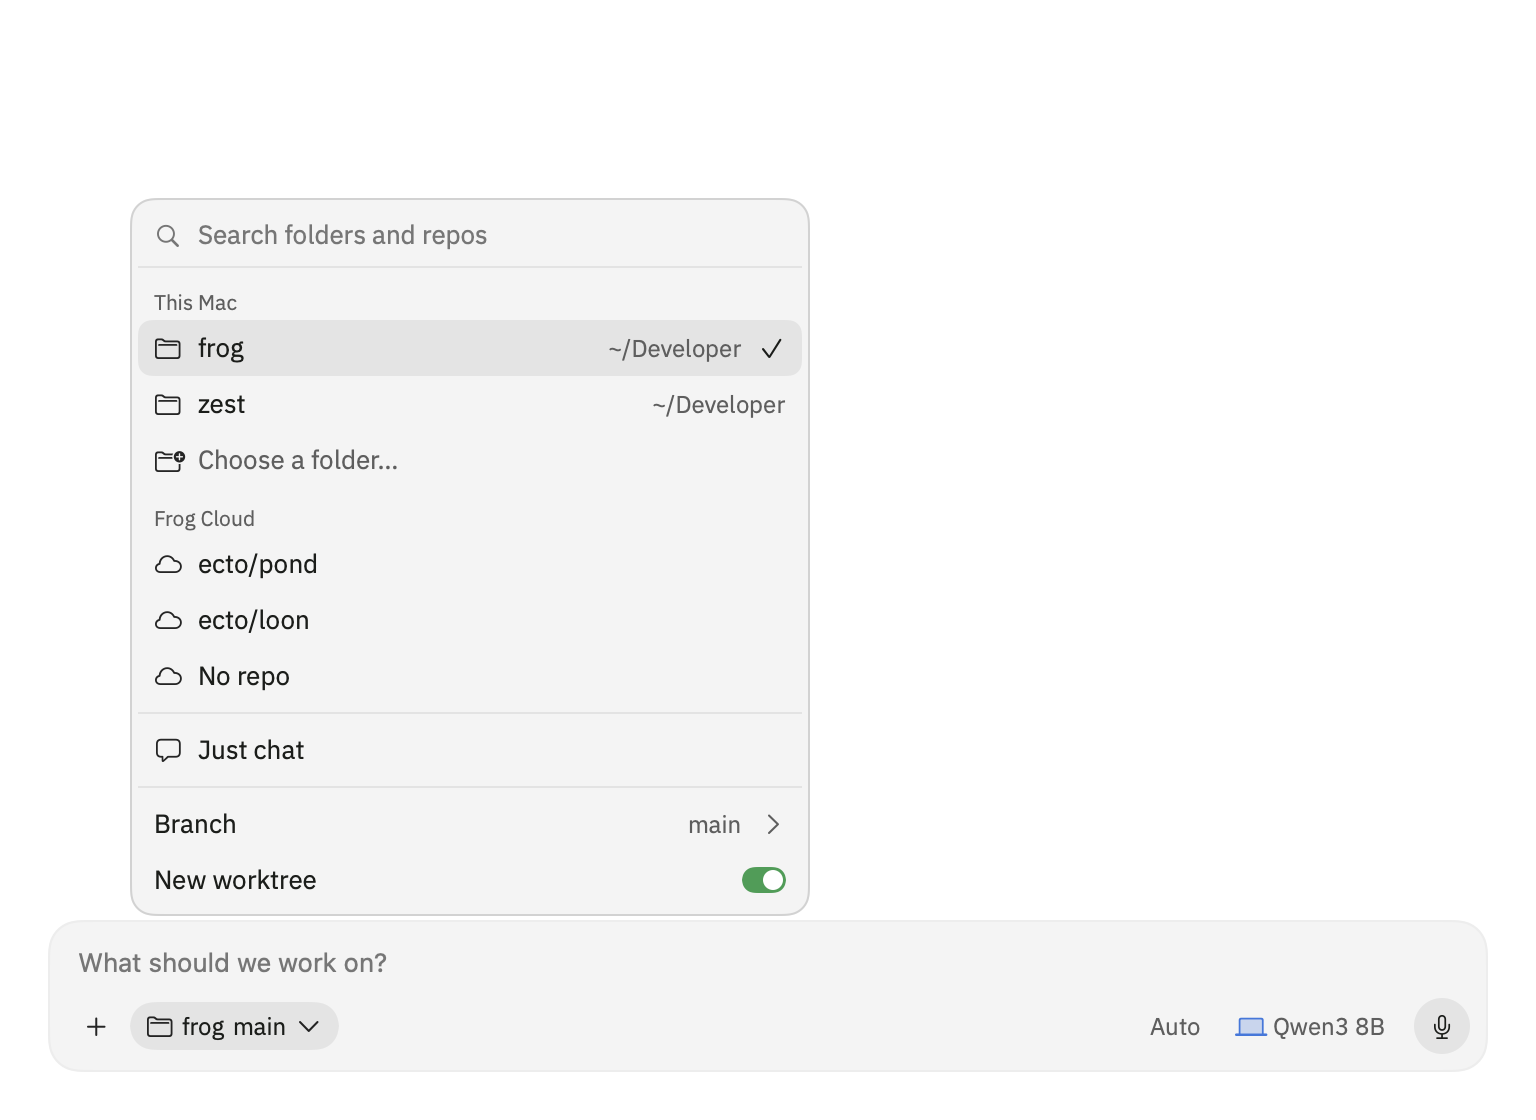 Search folders and repos
This Mac
frog ~/Developer
zest ~/Developer
Choose a folder...
Frog Cloud
ecto/pond
ecto/loon
No repo
Just chat
Branch main
New worktree
What should we work on?
frog main Auto Qwen3 8B